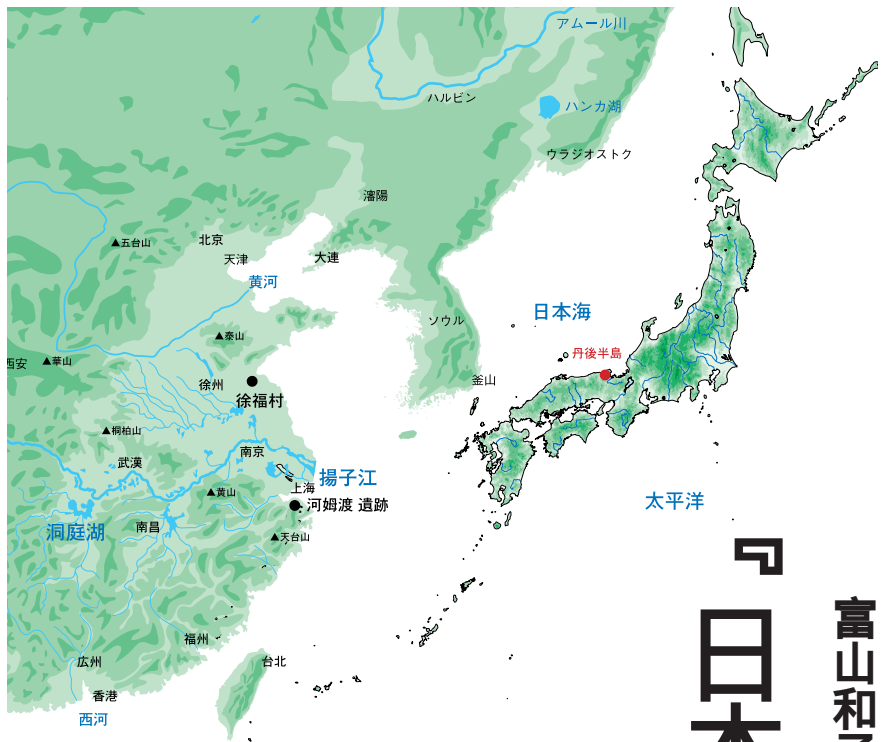 アムール川
ハルビン
ハンカ湖
ウラジオストク
瀋陽
北京
▲五台山
天津
大連
黄河
日本海
ソウル
▲泰山
丹後半島
西安
▲華山
釜山
徐州
徐福村
▲桐柏山
南京
武漢
揚子江
上海
▲黄山
河姆渡 遺跡
太平洋
洞庭湖
南昌
▲天台山
福州
広州
台北
香港
西河
富山和子
『日本